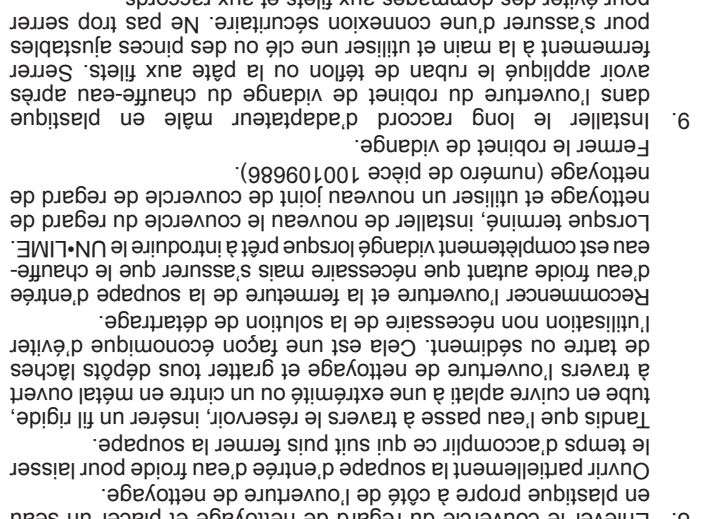 8. Enlever le couvercle du regard de nettoyage et placer un seau
en plastique propre à côté de l'ouverture de nettoyage.
Ouvrir partiellement la soupape d'entrée d'eau froide pour laisser
le temps d'accomplir ce qui suit puis fermer la soupape.
Tandis que l'eau passe à travers le réservoir, insérer un fil rigide,
tube en cuivre aplati à une extrémité ou un cintre en métal ouvert
à travers l'ouverture de nettoyage et gratter tous dépôts lâches
de tartre ou sédiment. Cela est une façon économique d'éviter
l'utilisation non nécessaire de la solution de détartrage.
Recommencer l'ouverture et la fermeture de la soupape d'entrée
d'eau froide autant que nécessaire mais s'assurer que le chauffe-
eau est complètement vidangé lorsque prêt à introduire le UN•LIME.
Lorsque terminé, installer de nouveau le couvercle du regard de
nettoyage et utiliser un nouveau joint de couvercle de regard de
nettoyage (numéro de pièce 100109686).
Fermer le robinet de vidange.
9. Installer le long raccord d'adaptateur mâle en plastique
dans l'ouverture du robinet de vidange du chauffe-eau après
avoir appliqué le ruban de téflon ou la pâte aux filets. Serrer
fermement à la main et utiliser une clé ou des pinces ajustables
pour s'assurer d'une connexion sécuritaire. Ne pas trop serrer
pour éviter des dommages aux filets et aux raccords